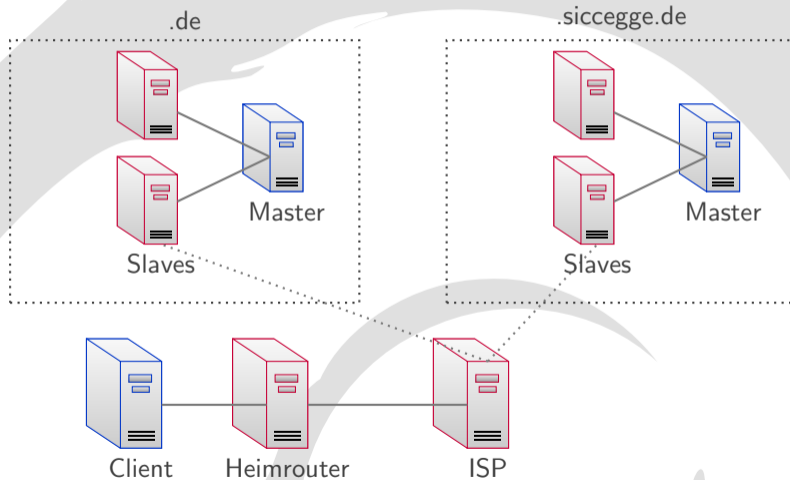 .de
.siccegge.de
Master
Master
Slaves
Slaves
Client
Heimrouter
ISP